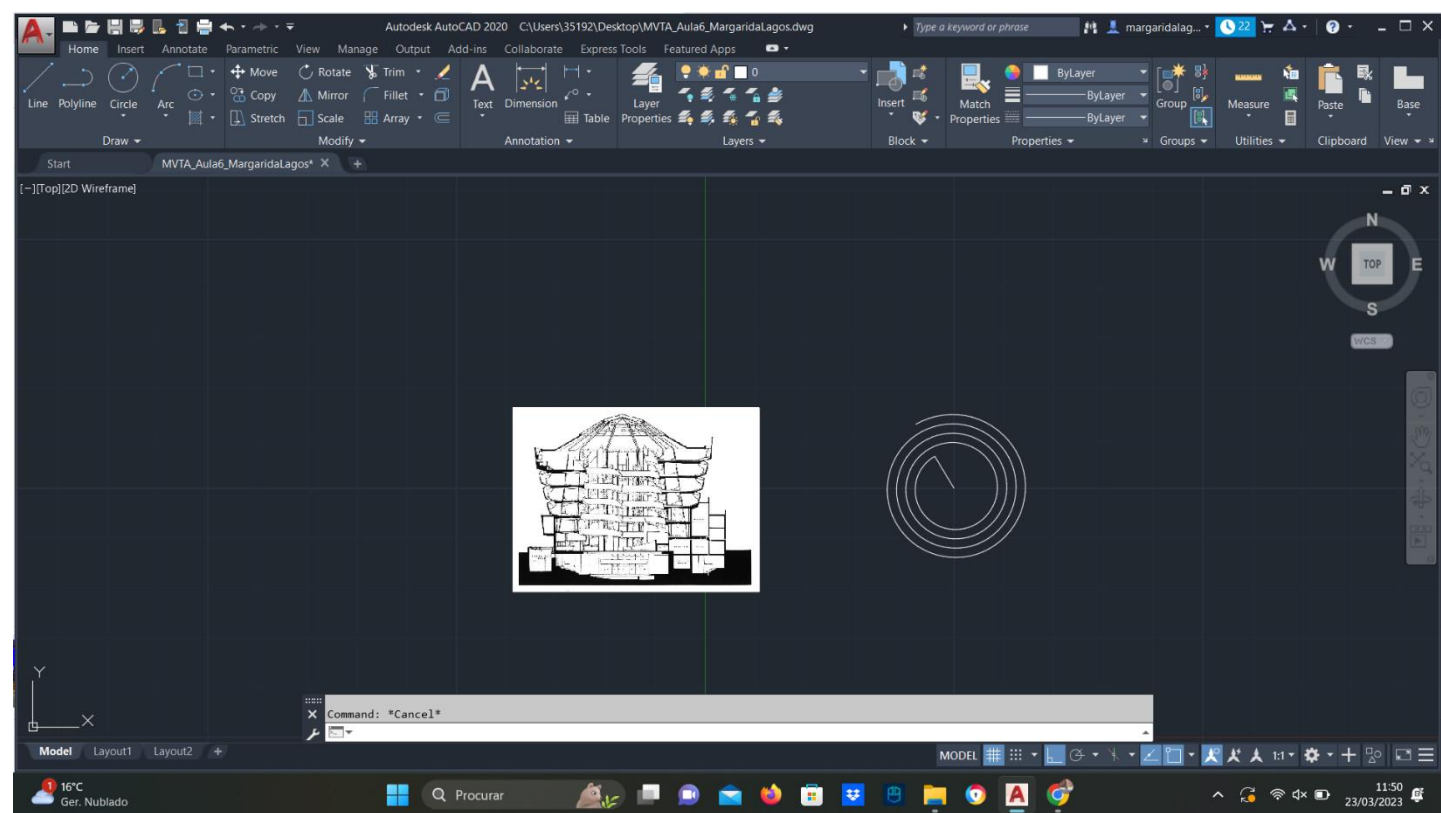 Autodesk AutoCAD 2020 C:\Users\35192\Desktop\MVTA_Aula6_MargaridaLagos.dwg Type a keyword or phrase margaridalag... 22
Home Insert Annotate Parametric View Manage Output Add-ins Collaborate Express Tools Featured Apps
Move Rotate Trim 0 ByLayer
Copy Mirror Fillet ByLayer
Line Polyline Circle Arc Text Dimension Layer Properties Insert Match Properties Group Measure Paste Base
Stretch Scale Array Table ByLayer
Draw Modify Annotation Layers Block Properties Groups Utilities Clipboard View
Start MVTA_Aula6_MargaridaLagos* +
[−][Top][2D Wireframe]
N
W TOP E
S
WCS
Y
X
Command: *Cancel*
Model Layout1 Layout2 + MODEL 1:1
1 16°C
Ger. Nublado
Procurar
11:50
23/03/2023